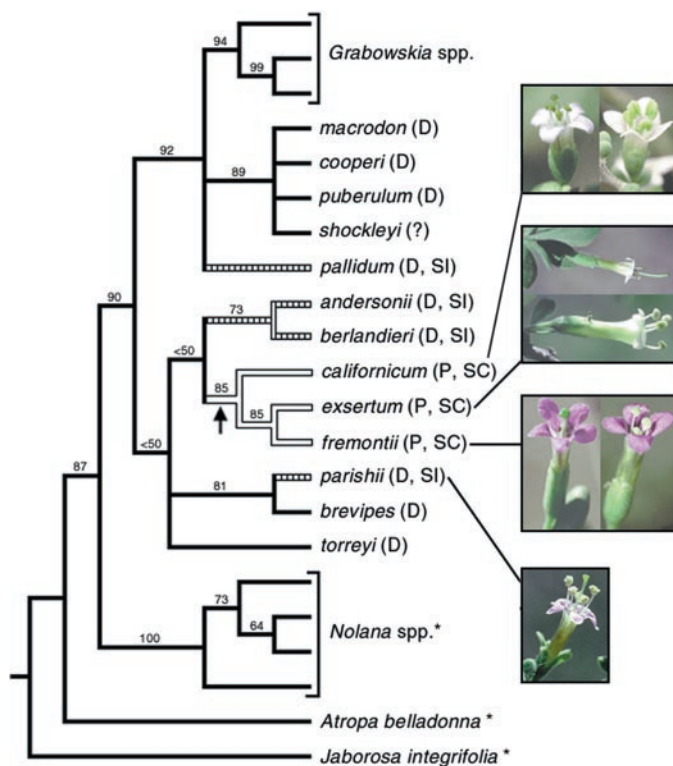 94
99
Grabowskia spp.
macrodon (D)
92
cooperi (D)
89
puberulum (D)
shockleyi (?)
pallidum (D, SI)
90
andersonii (D, SI)
73
berlandieri (D, SI)
<50
californicum (P, SC)
85
exsertum (P, SC)
85
fremontii (P, SC)
<50
87
parishii (D, SI)
81
brevipes (D)
torreyi (D)
73
64
Nolana spp.*
100
Atropa belladonna *
Jaborosa integrifolia *